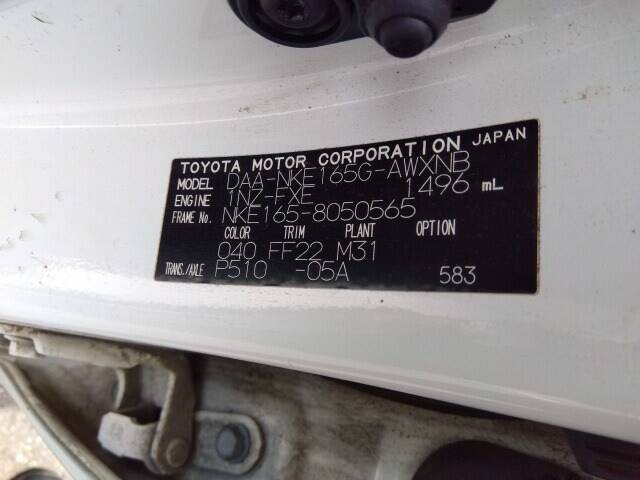 TOYOTA MOTOR CORPORATION JAPAN
MODEL DAA-NKE165G-AWXNB
ENGINE 1NZ-FXE 1496 mL
FRAME No. NKE165-8050565
COLOR TRIM PLANT OPTION
040 FF22 M31
TRANS./AXLE P510 -05A 583